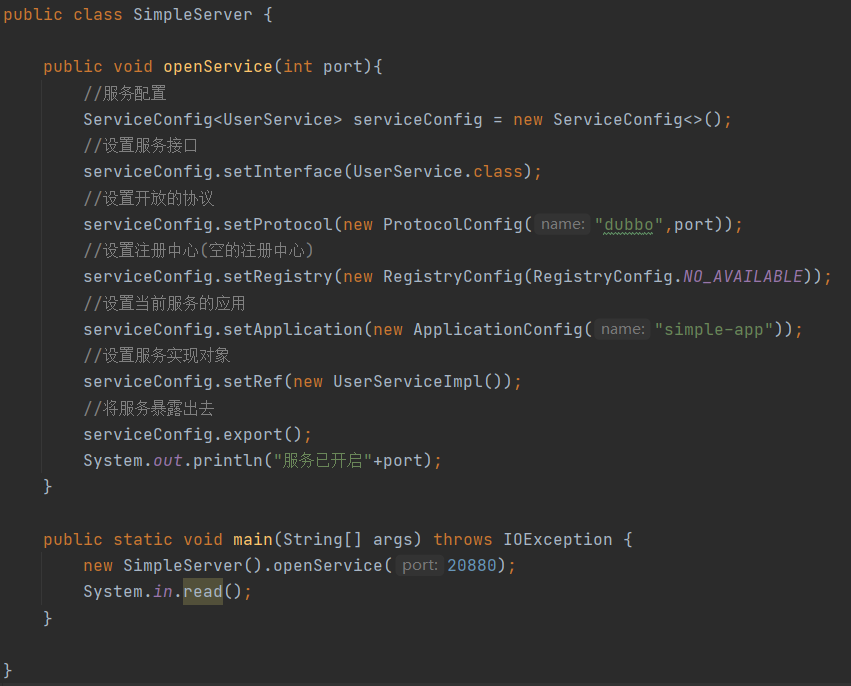 public class SimpleServer {
public void openService(int port){
//服务配置
ServiceConfig<UserService> serviceConfig = new ServiceConfig<>();
//设置服务接口
serviceConfig.setInterface(UserService.class);
//设置开放的协议
serviceConfig.setProtocol(new ProtocolConfig( name: "dubbo",port));
//设置注册中心(空的注册中心)
serviceConfig.setRegistry(new RegistryConfig(RegistryConfig.NO_AVAILABLE));
//设置当前服务的应用
serviceConfig.setApplication(new ApplicationConfig( name: "simple-app"));
//设置服务实现对象
serviceConfig.setRef(new UserServiceImpl());
//将服务暴露出去
serviceConfig.export();
System.out.println("服务已开启"+port);
}
public static void main(String[] args) throws IOException {
new SimpleServer().openService( port: 20880);
System.in.read();
}
}